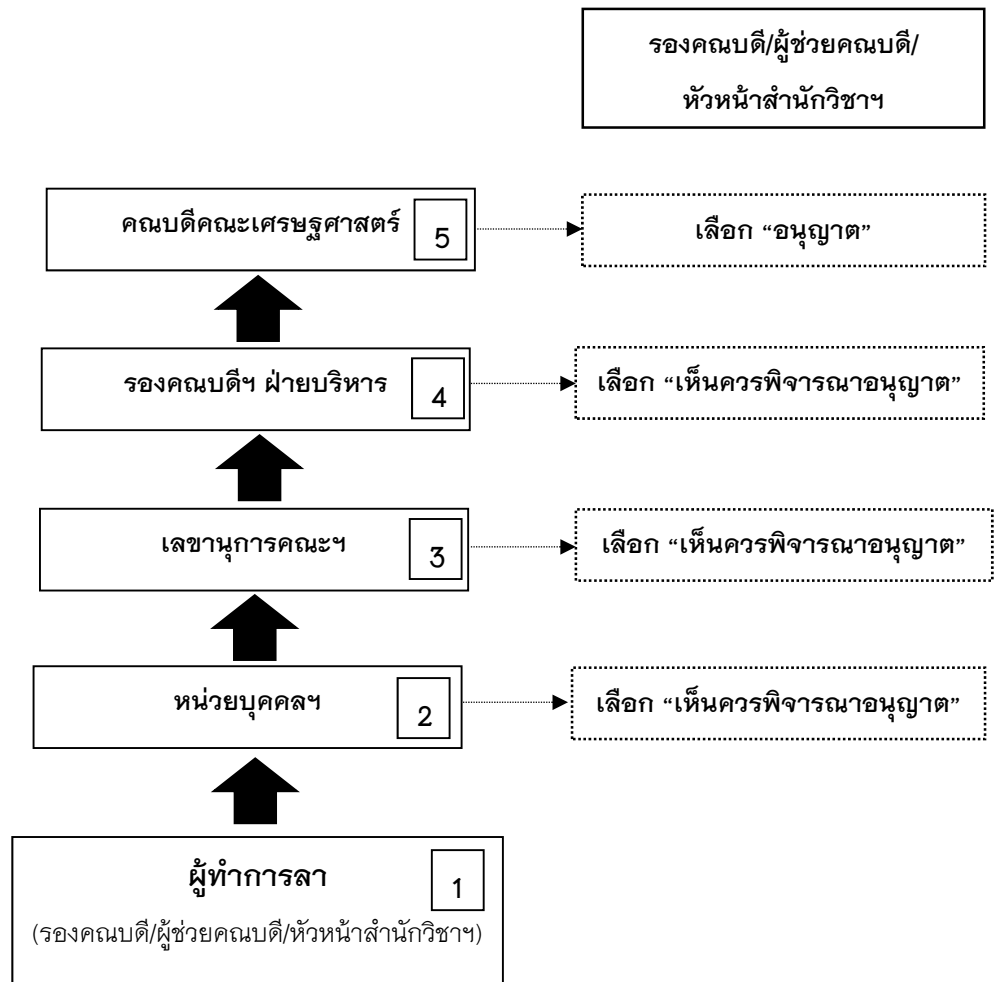 รองคณบดี/ผู้ช่วยคณบดี/
หัวหน้าสำนักวิชาฯ
คณบดีคณะเศรษฐศาสตร์
5
เลือก “อนุญาต”
รองคณบดีฯ ฝ่ายบริหาร
4
เลือก “เห็นควรพิจารณาอนุญาต”
เลขานุการคณะฯ
3
เลือก “เห็นควรพิจารณาอนุญาต”
หน่วยบุคคลฯ
2
เลือก “เห็นควรพิจารณาอนุญาต”
ผู้ทำการลา
1
(รองคณบดี/ผู้ช่วยคณบดี/หัวหน้าสำนักวิชาฯ)